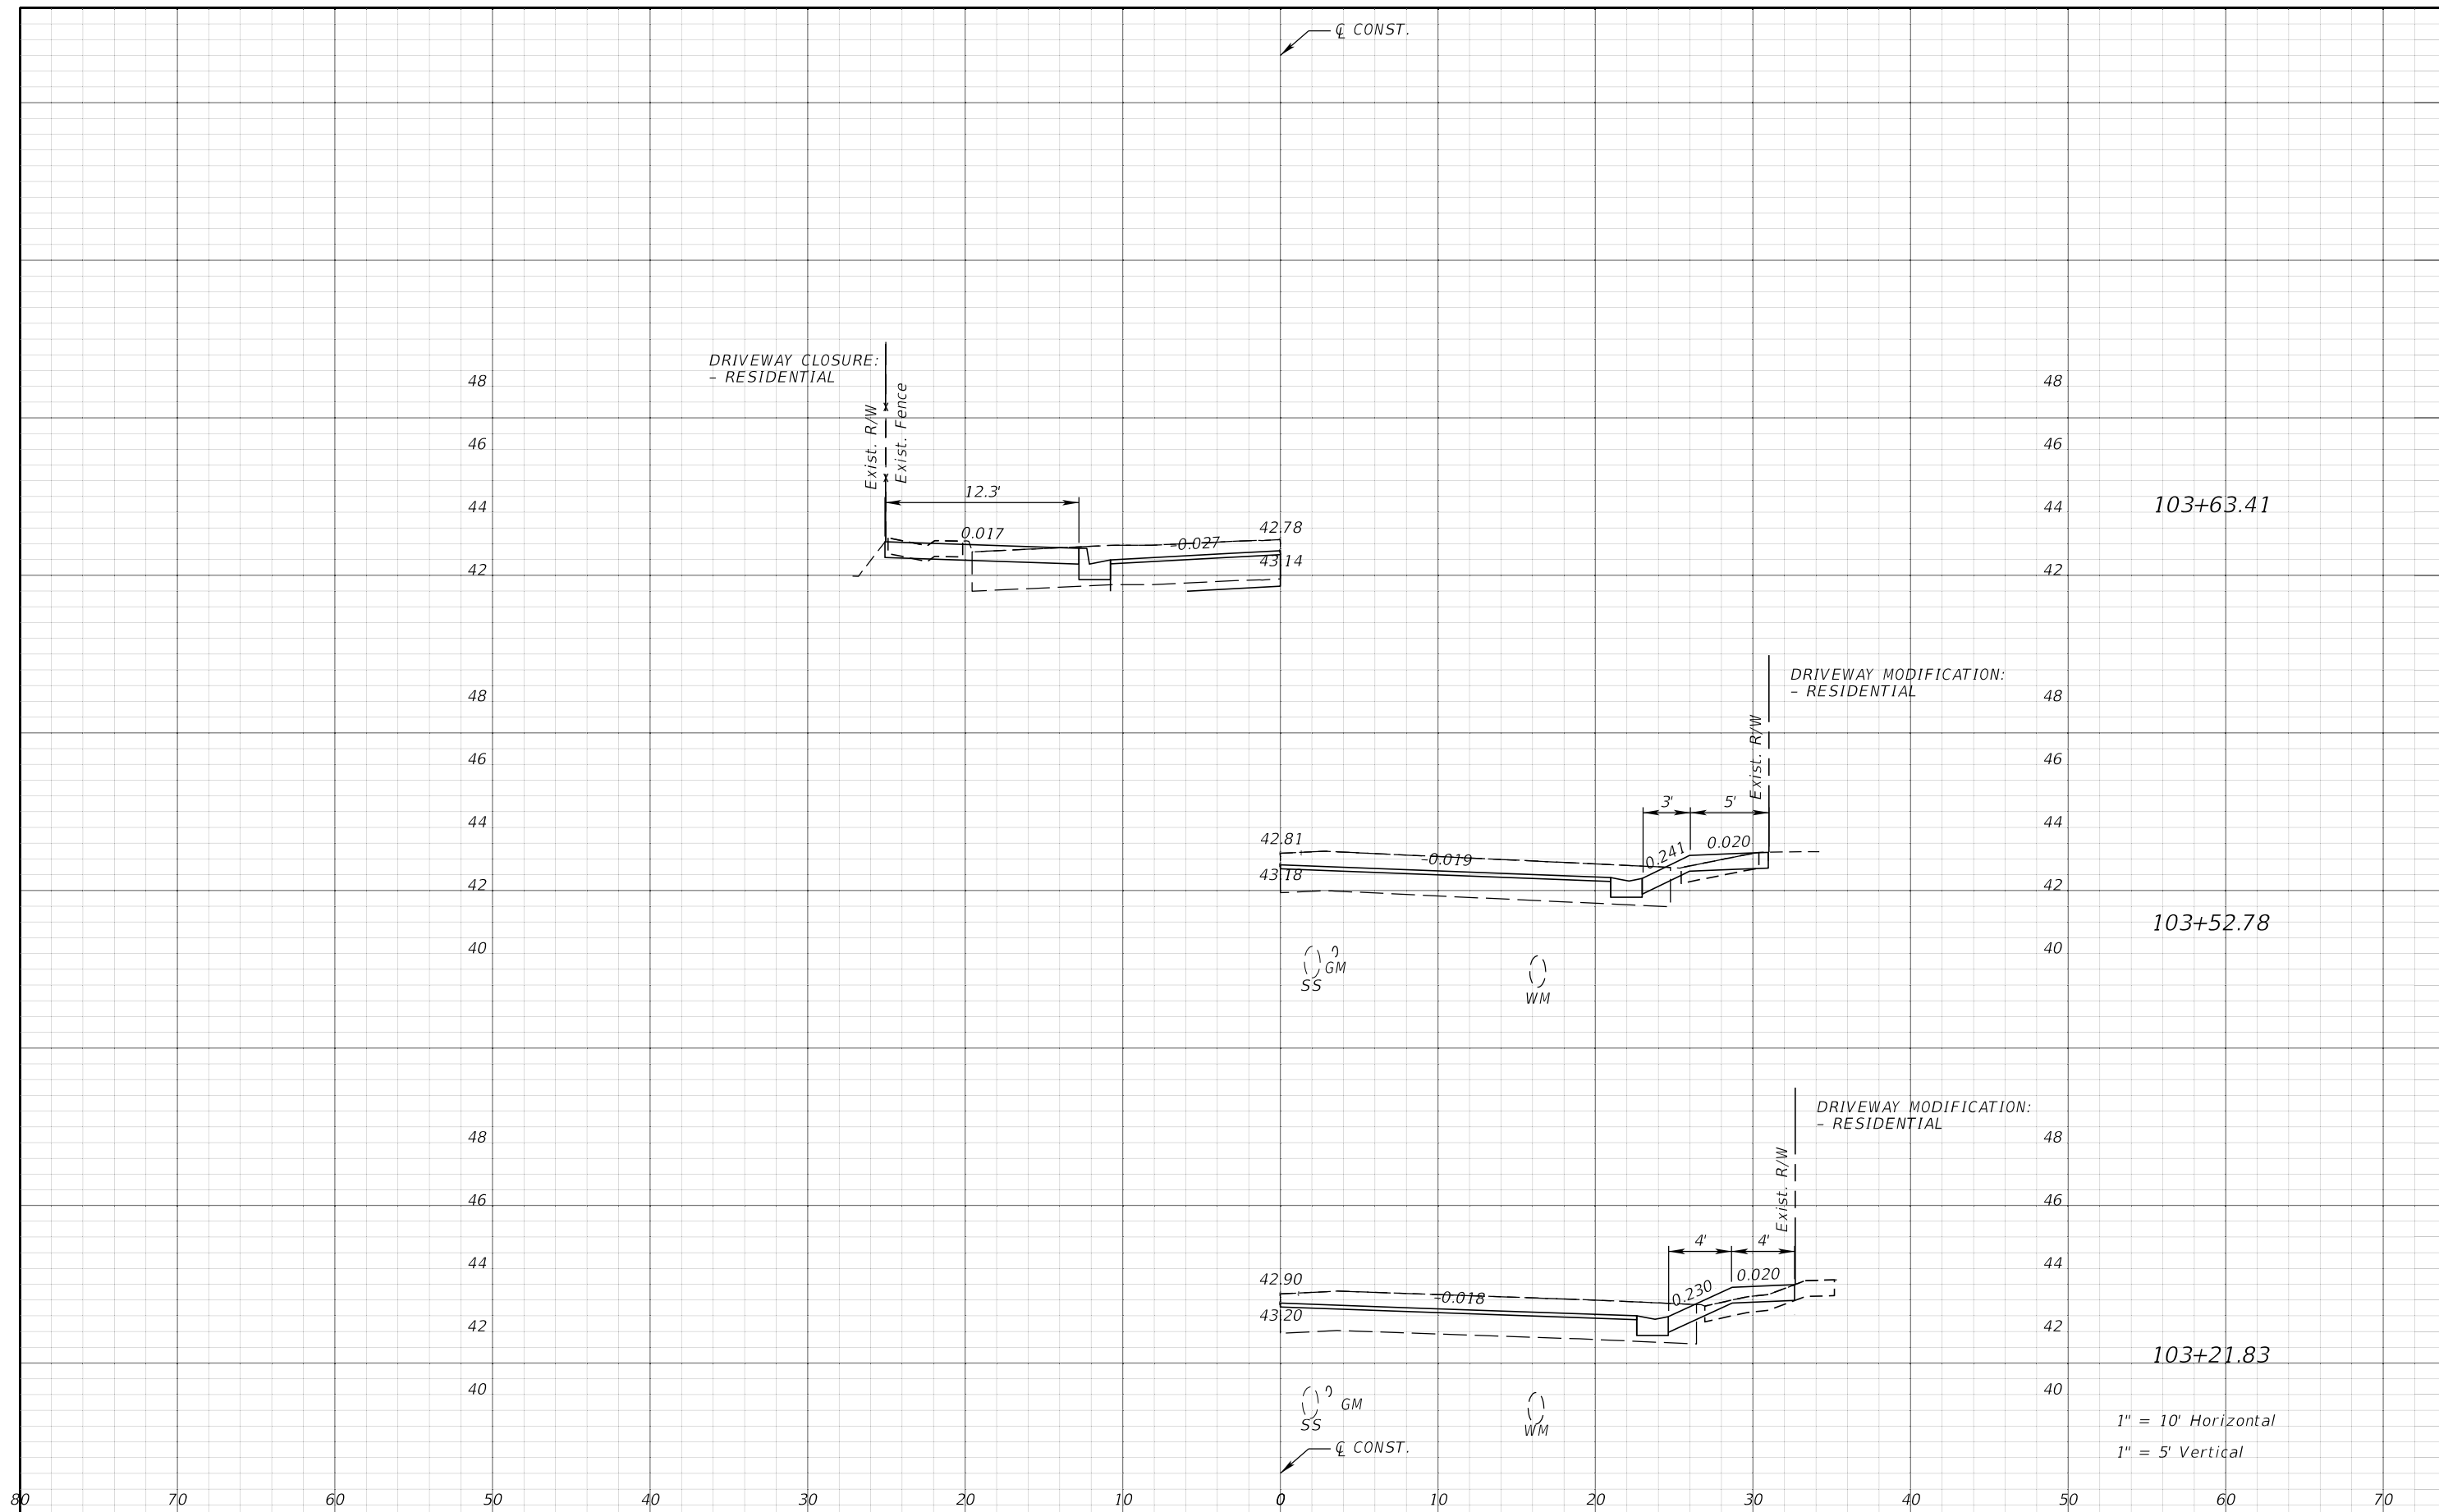 ℄ CONST.
DRIVEWAY CLOSURE:
– RESIDENTIAL
Exist. R/W
Exist. Fence
48
48
46
46
44
44
42
42
12.3'
0.017
-0.027
42.78
43.14
103+63.41
DRIVEWAY MODIFICATION:
– RESIDENTIAL
Exist. R/W
48
48
46
46
44
44
42
42
40
40
3'
5'
42.81
-0.019
0.241
0.020
43.18
103+52.78
GM
SS
WM
DRIVEWAY MODIFICATION:
– RESIDENTIAL
Exist. R/W
48
48
46
46
44
44
42
42
40
40
4'
4'
42.90
-0.018
0.230
0.020
43.20
103+21.83
GM
SS
WM
℄ CONST.
1" = 10' Horizontal
1" = 5' Vertical
80 70 60 50 40 30 20 10 0 10 20 30 40 50 60 70